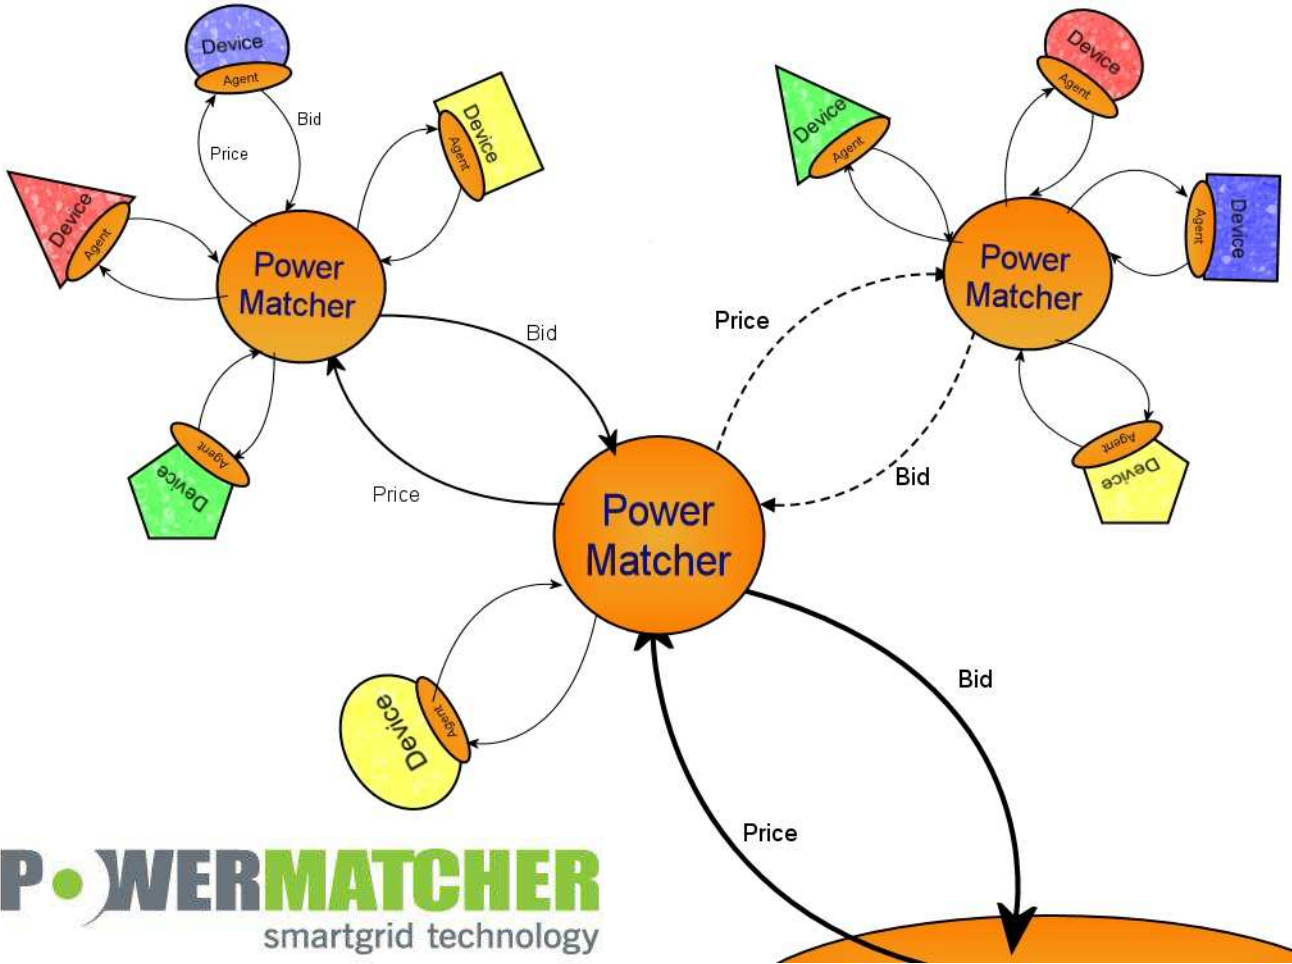 Device
Agent
Bid
Price
Device
Agent
Device
Agent
Power
Matcher
Device
Agent
Bid
Price
Device
Agent
Device
Agent
Device
Agent
Power
Matcher
Device
Agent
Price
Bid
Power
Matcher
Device
Agent
Bid
Price
POWERMATCHER
smartgrid technology